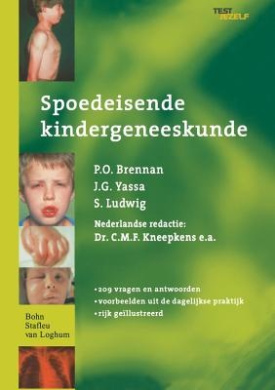 TEST
JEZELF
Spoedeisende
kindergeneeskunde
P.O. Brennan
J.G. Yassa
S. Ludwig
Nederlandse redactie:
Dr. C.M.F. Kneepkens e.a.
• 209 vragen en antwoorden
• voorbeelden uit de dagelijkse praktijk
• rijk geïllustreerd
Bohn
Stafleu
van Loghum